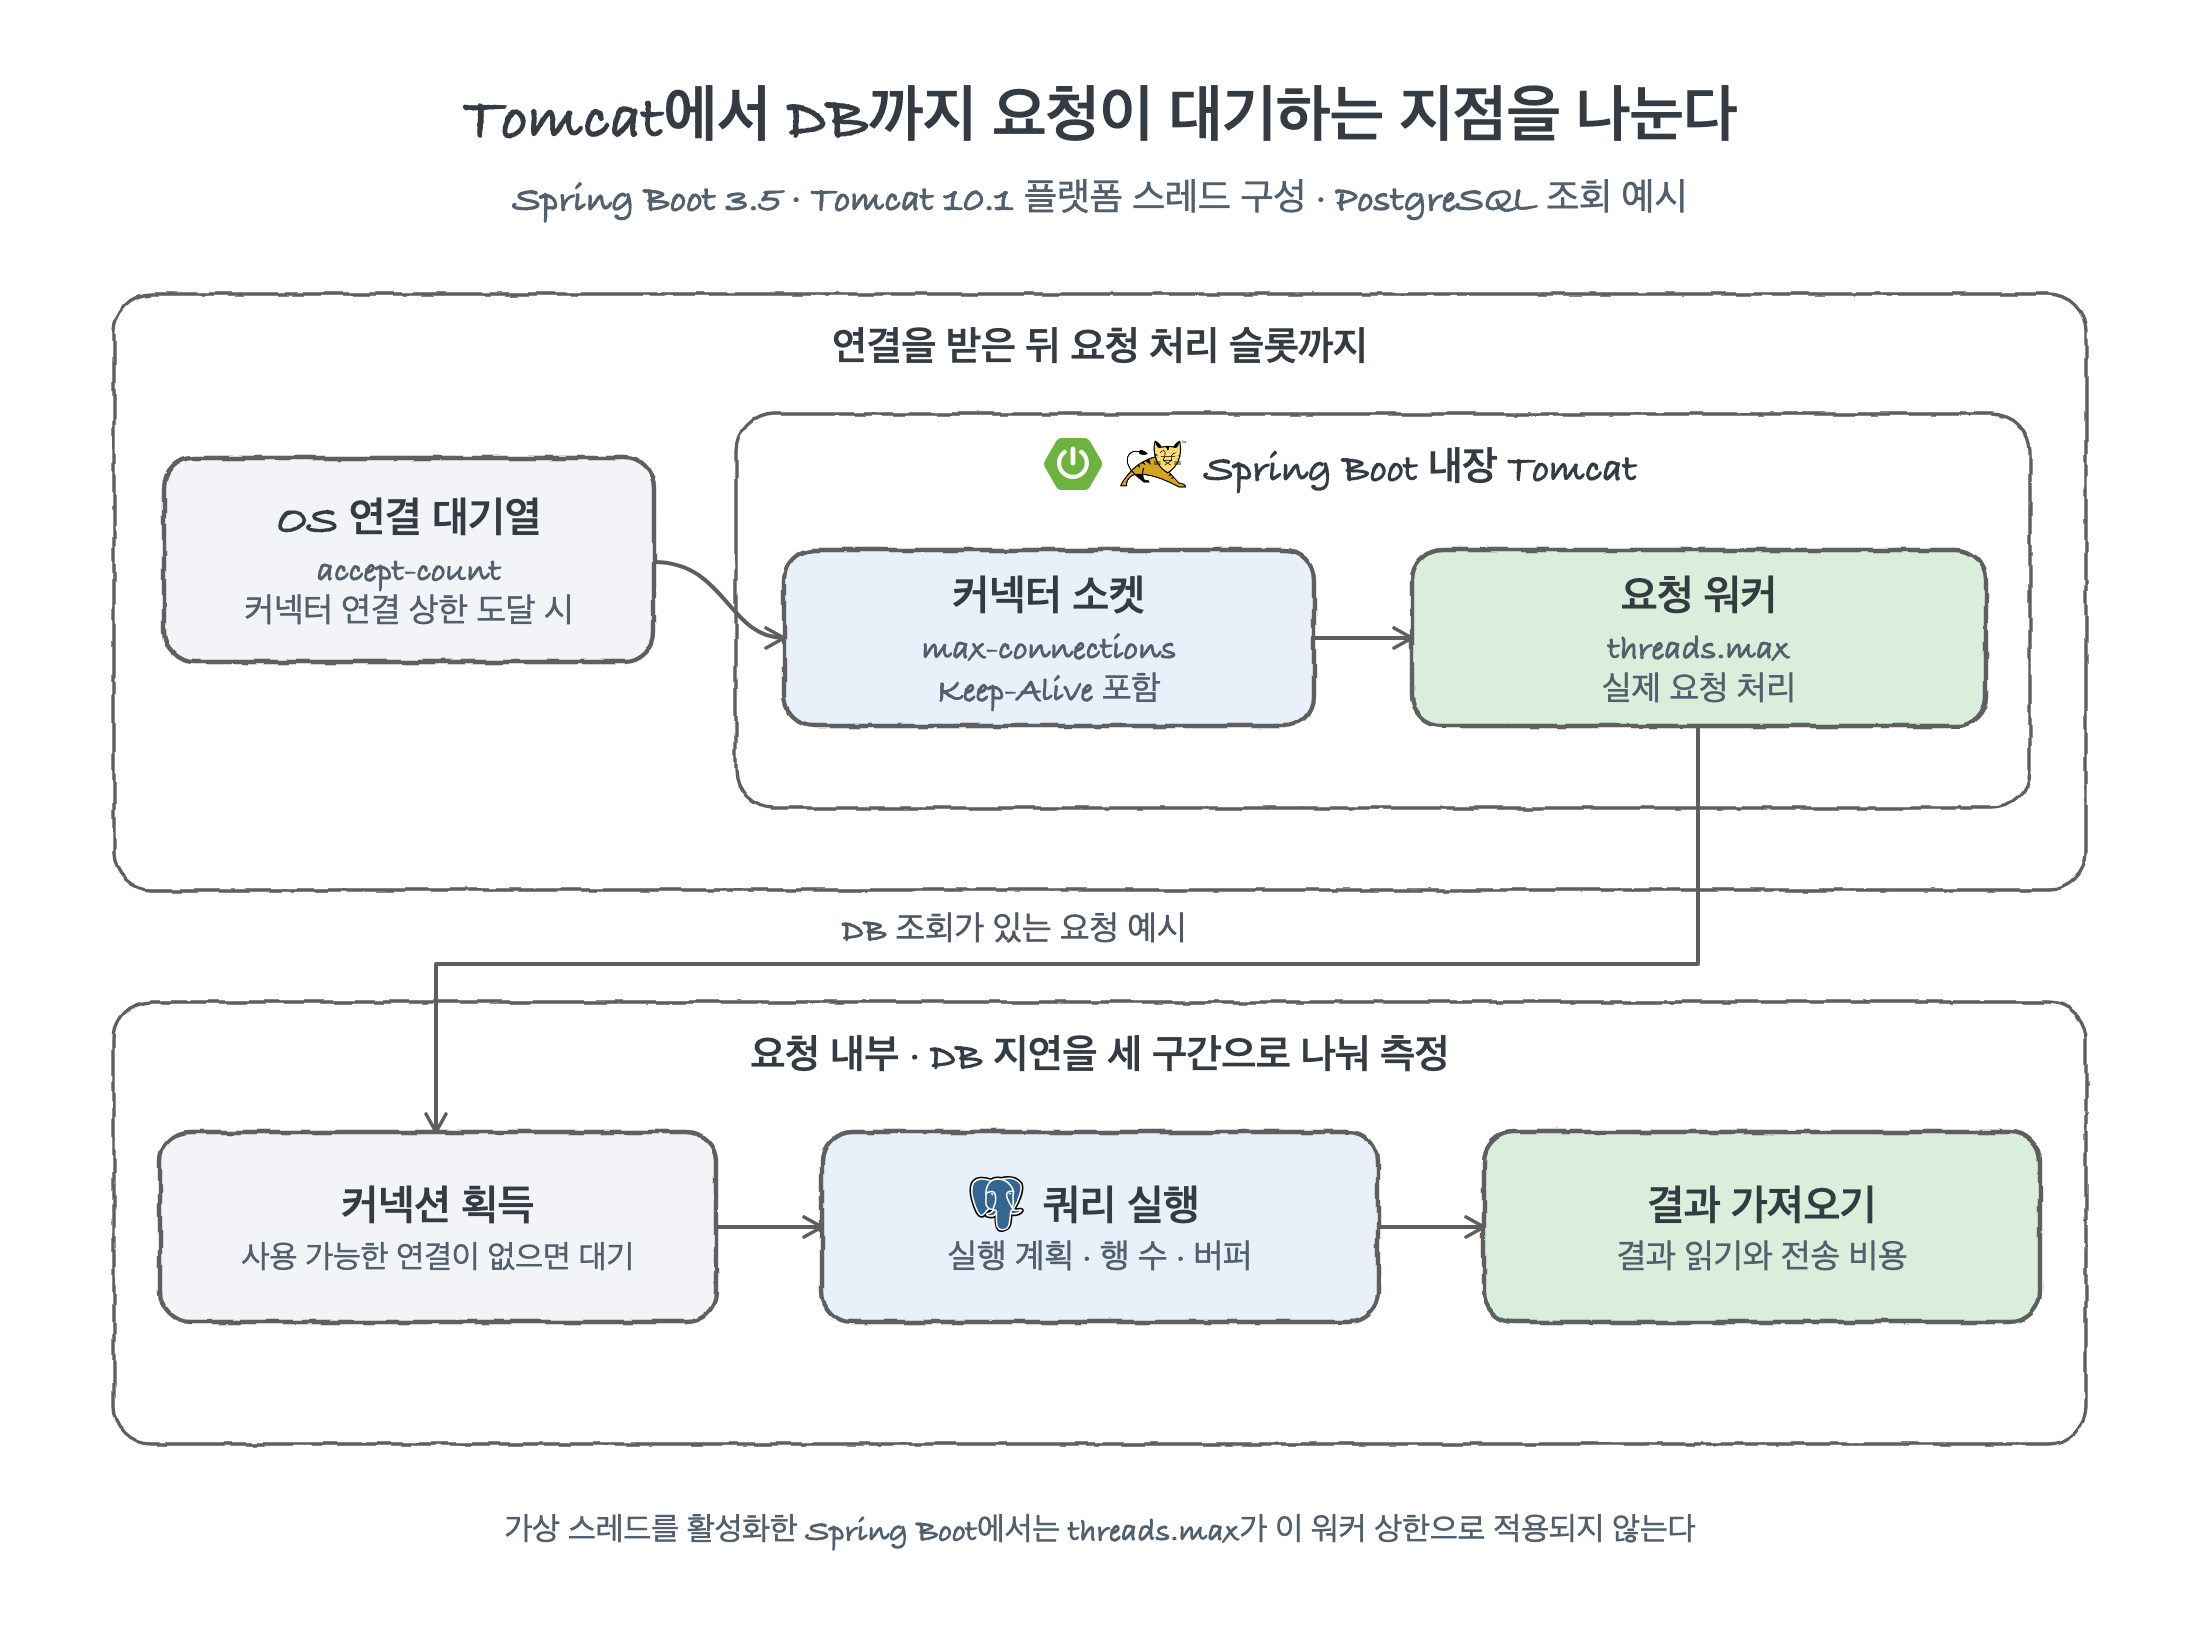 Tomcat에서 DB까지 요청이 대기하는 지점을 나눈다
Spring Boot 3.5 · Tomcat 10.1 플랫폼 스레드 구성 · PostgreSQL 조회 예시
연결을 받은 뒤 요청 처리 슬롯까지
Spring Boot 내장 Tomcat
OS 연결 대기열
accept-count
커넥터 연결 상한 도달 시
커넥터 소켓
max-connections
Keep-Alive 포함
요청 워커
threads.max
실제 요청 처리
DB 조회가 있는 요청 예시
요청 내부 · DB 지연을 세 구간으로 나눠 측정
커넥션 획득
사용 가능한 연결이 없으면 대기
쿼리 실행
실행 계획 · 행 수 · 버퍼
결과 가져오기
결과 읽기와 전송 비용
가상 스레드를 활성화한 Spring Boot에서는 threads.max가 이 워커 상한으로 적용되지 않는다